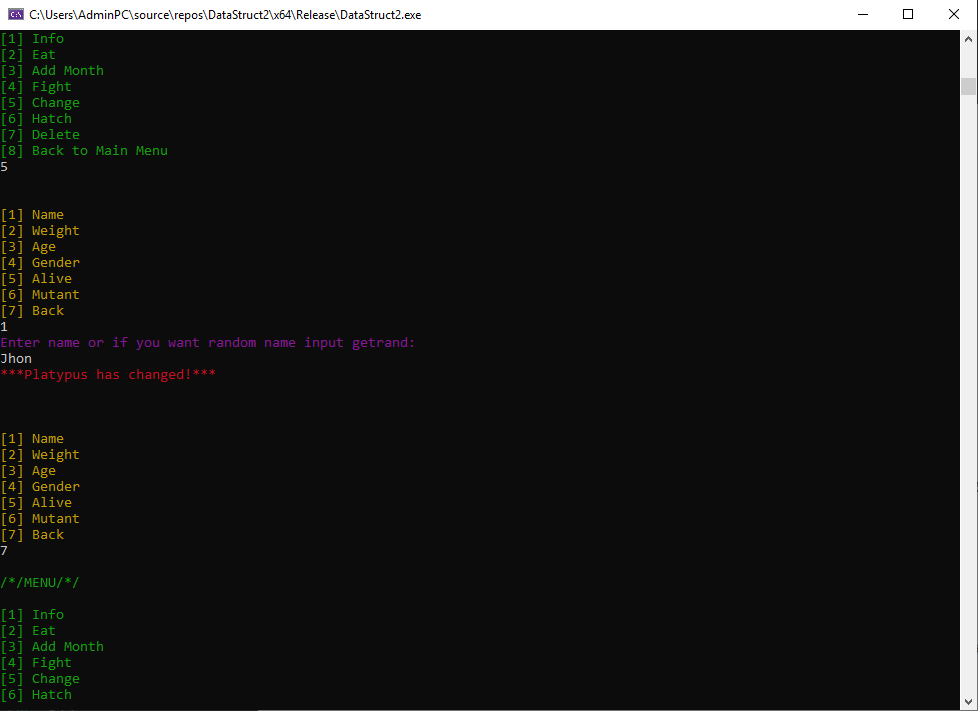 C:\Users\AdminPC\source\repos\DataStruct2\x64\Release\DataStruct2.exe
[1] Info
[2] Eat
[3] Add Month
[4] Fight
[5] Change
[6] Hatch
[7] Delete
[8] Back to Main Menu
5
[1] Name
[2] Weight
[3] Age
[4] Gender
[5] Alive
[6] Mutant
[7] Back
1
Enter name or if you want random name input getrand:
Jhon
***Platypus has changed!***
[1] Name
[2] Weight
[3] Age
[4] Gender
[5] Alive
[6] Mutant
[7] Back
7
/*/MENU/*/
[1] Info
[2] Eat
[3] Add Month
[4] Fight
[5] Change
[6] Hatch